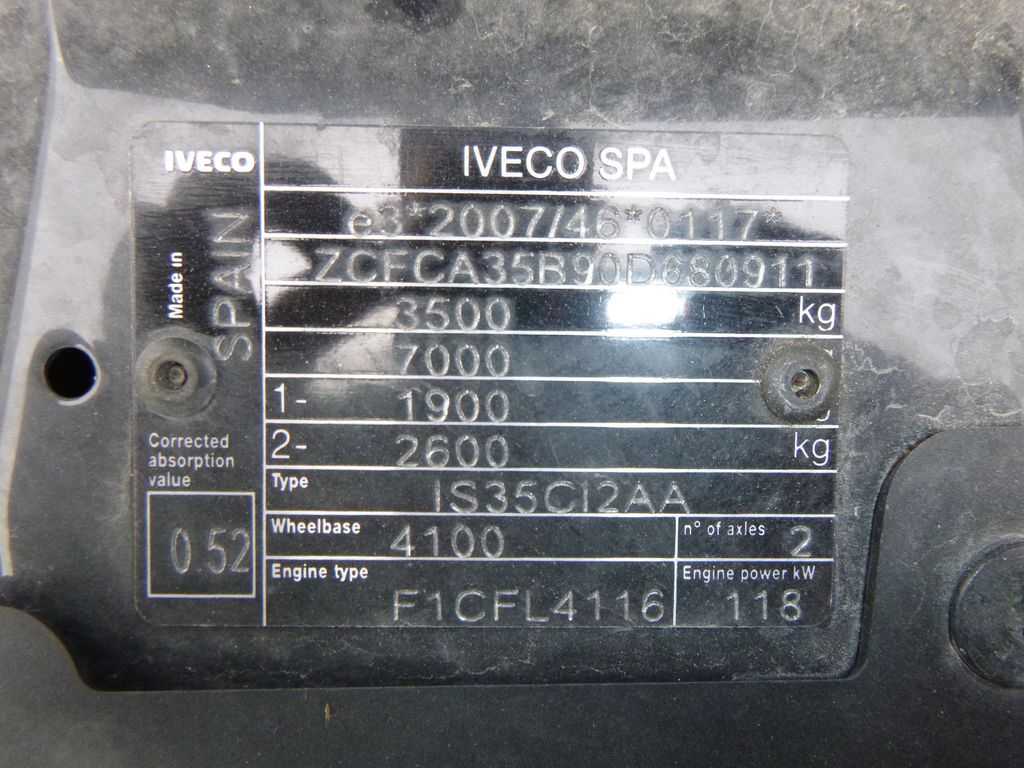 IVECO
IVECO SPA
Made in
SPAIN
e3*2007/46*0117*
ZCFCA35B90D680911
3500 kg
7000
1- 1900
2- 2600 kg
Corrected
absorption
value
0.52
Type
IS35CI2AA
Wheelbase
4100
n° of axles 2
Engine type
F1CFL4116
Engine power kW
118